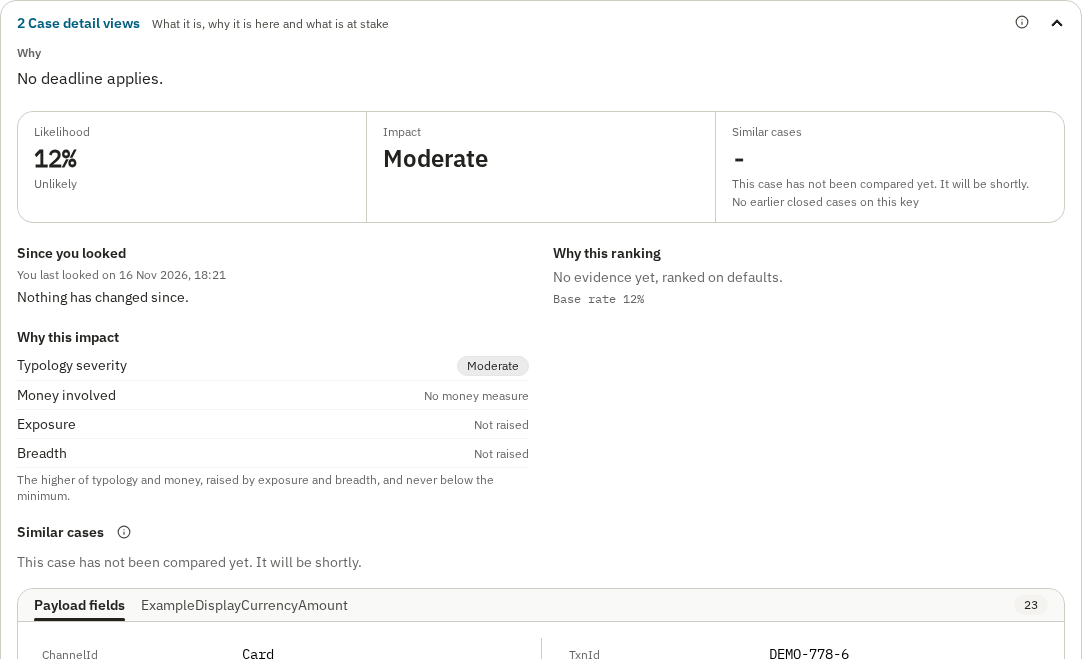 2 Case detail views What it is, why it is here and what is at stake
Why
No deadline applies.
Likelihood
12%
Unlikely
Impact
Moderate
Similar cases
-
This case has not been compared yet. It will be shortly.
No earlier closed cases on this key
Since you looked
You last looked on 16 Nov 2026, 18:21
Nothing has changed since.
Why this ranking
No evidence yet, ranked on defaults.
Base rate 12%
Why this impact
Typology severity Moderate
Money involved No money measure
Exposure Not raised
Breadth Not raised
The higher of typology and money, raised by exposure and breadth, and never below the
minimum.
Similar cases
This case has not been compared yet. It will be shortly.
Payload fields ExampleDisplayCurrencyAmount 23
ChannelId Card TxnId DEMO-778-6